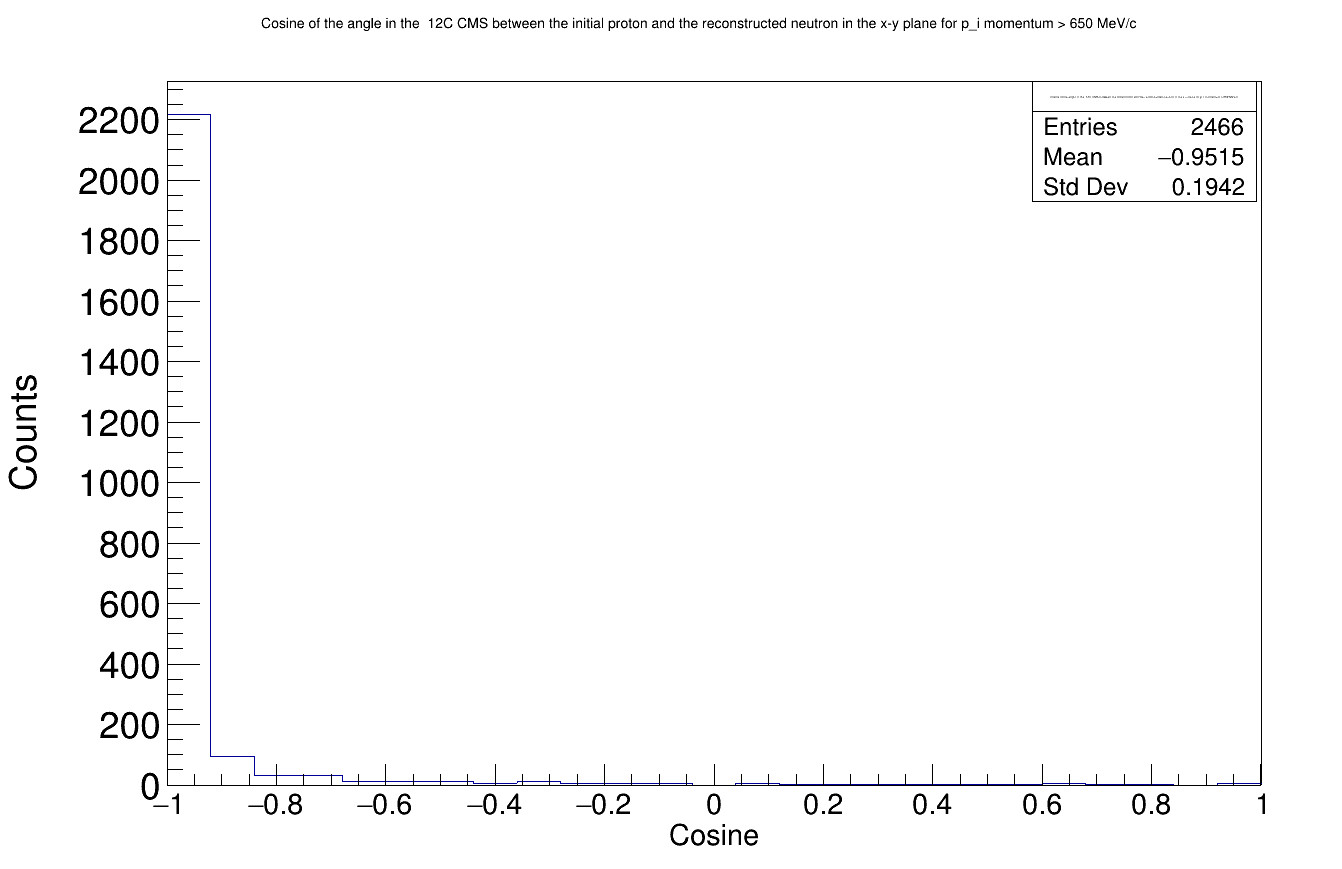 Cosine of the angle in the  12C CMS between the initial proton and the reconstructed neutron in the x-y plane for p_i momentum > 650 MeV/c
Entries 2466
Mean −0.9515
Std Dev 0.1942
2200
2000
1800
1600
1400
1200
1000
800
600
400
200
0
Counts
−1 −0.8 −0.6 −0.4 −0.2 0 0.2 0.4 0.6 0.8 1
Cosine